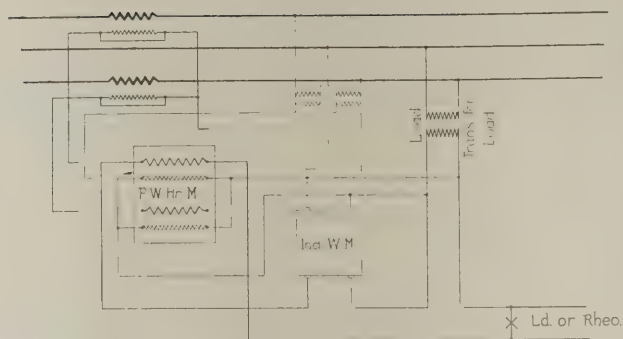 Load
Trans for
Load
P W Hr M
Ind W M
Ld. or Rheo.